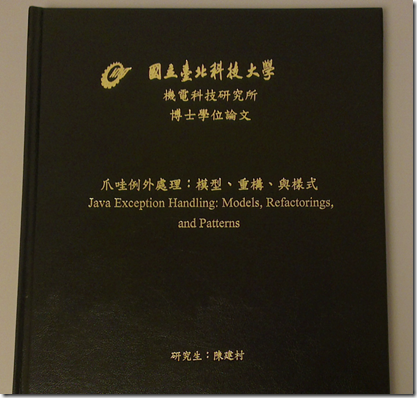 國立臺北科技大學
機電科技研究所
博士學位論文
爪哇例外處理：模型、重構、與樣式
Java Exception Handling: Models, Refactorings,
and Patterns
研究生：陳建村